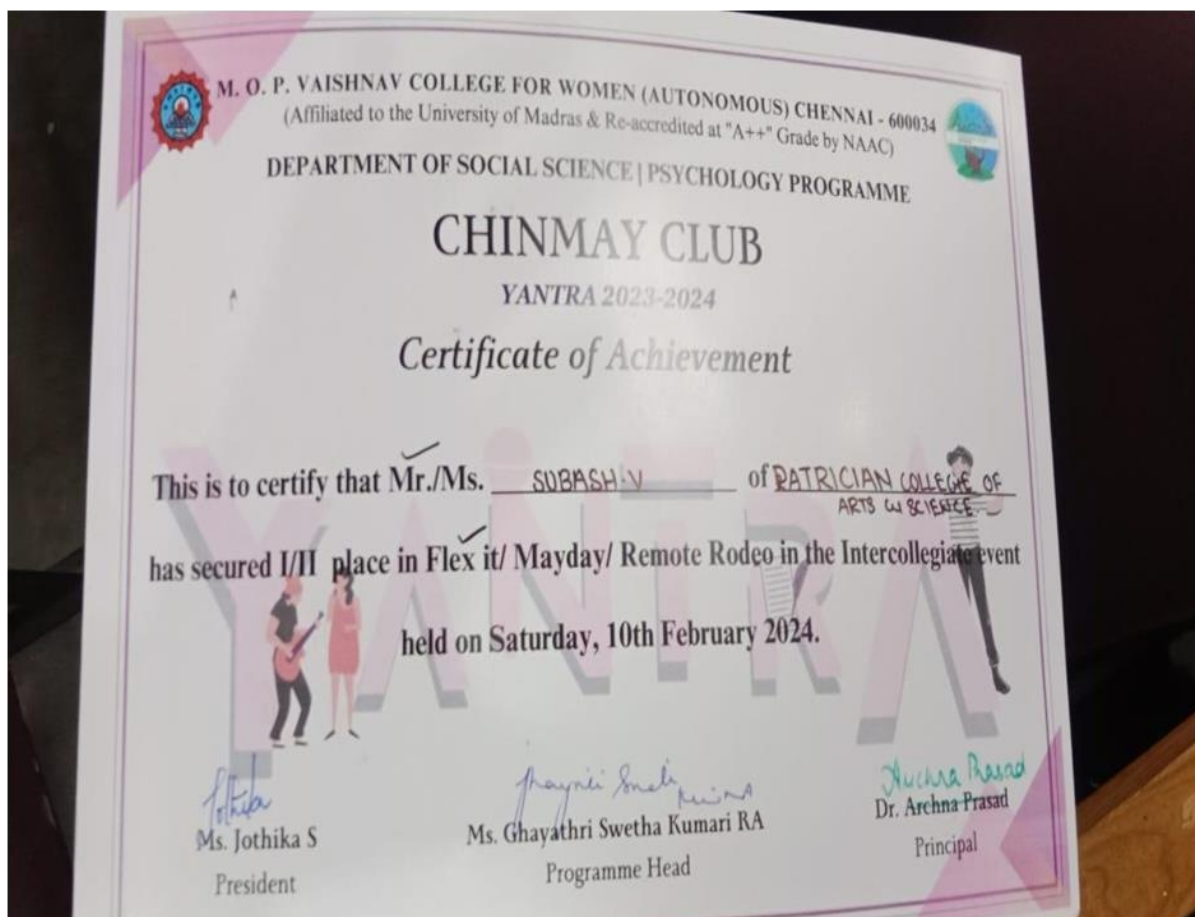 M. O. P. VAISHNAV COLLEGE FOR WOMEN (AUTONOMOUS) CHENNAI - 600034
(Affiliated to the University of Madras & Re-accredited at "A++" Grade by NAAC)
DEPARTMENT OF SOCIAL SCIENCE | PSYCHOLOGY PROGRAMME
CHINMAY CLUB
YANTRA 2023-2024
Certificate of Achievement
YANTRA
This is to certify that Mr./Ms. SUBASH.V of PATRICIAN COLLEGE OF
ARTS & SCIENCE
has secured I/II place in Flex it/ Mayday/ Remote Rodeo in the Intercollegiate event
held on Saturday, 10th February 2024.
Jothika
Archna Prasad
Ms. Jothika S
Ms. Ghayathri Swetha Kumari RA
Dr. Archna Prasad
President
Programme Head
Principal